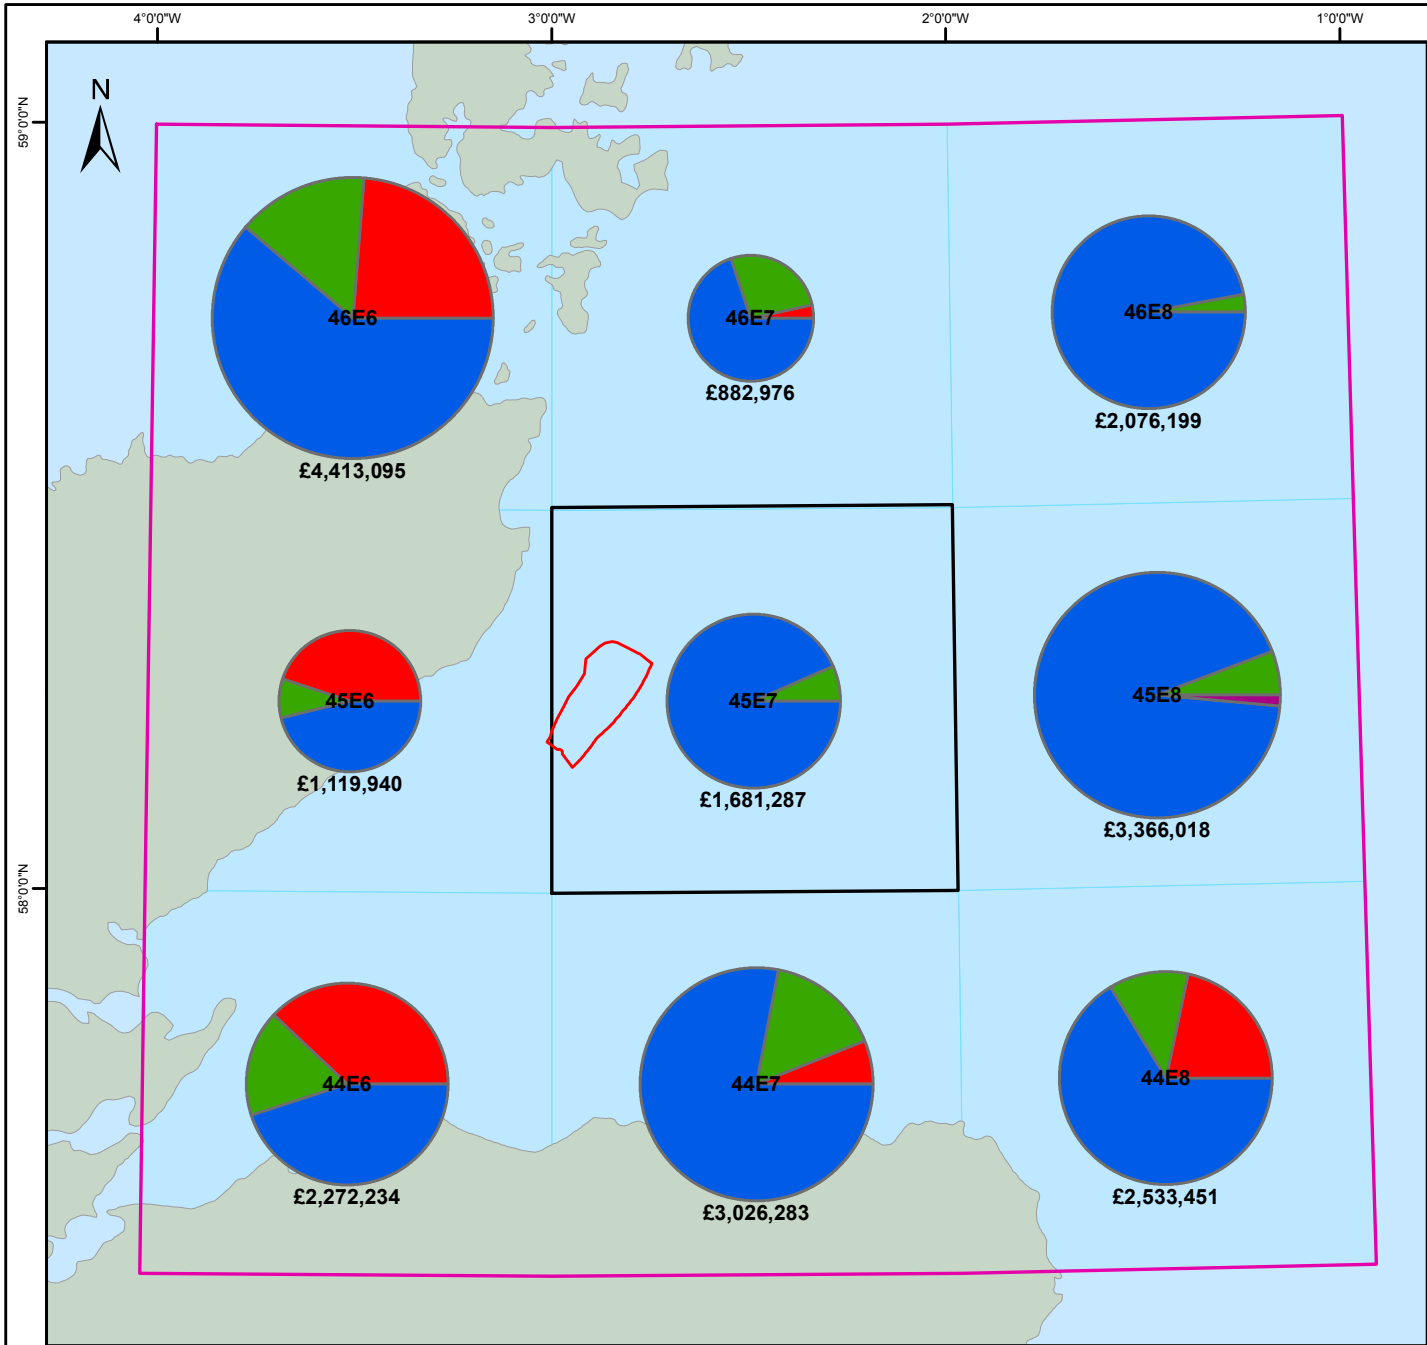 4°0'0"W
3°0'0"W
2°0'0"W
1°0'0"W
59°0'0"N
N
46E6
£4,413,095
46E7
£882,976
46E8
£2,076,199
45E6
£1,119,940
45E7
£1,681,287
45E8
£3,366,018
58°0'0"N
44E6
£2,272,234
44E7
£3,026,283
44E8
£2,533,451